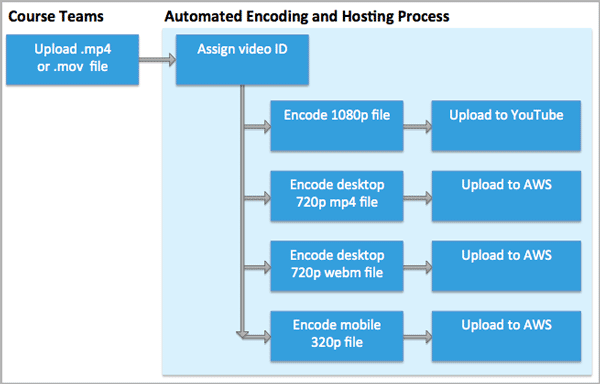 Course Teams
Automated Encoding and Hosting Process
Upload .mp4
or .mov file
Assign video ID
Encode 1080p file
Upload to YouTube
Encode desktop
720p mp4 file
Upload to AWS
Encode desktop
720p webm file
Upload to AWS
Encode mobile
320p file
Upload to AWS